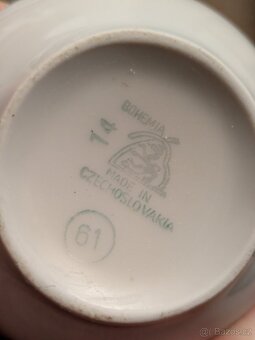 BOHEMIA
14
MADE IN
CZECHOSLOVAKIA
61
© Bazos.cz